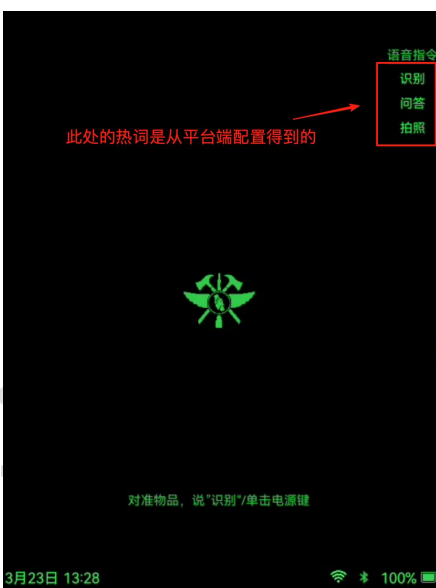 语音指令
识别
问答
拍照
此处的热词是从平台端配置得到的
对准物品，说"识别"/单击电源键
3月23日 13:28
100%